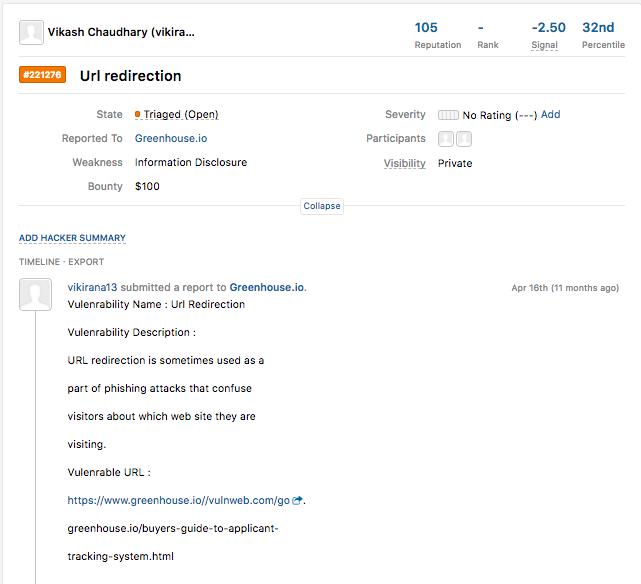 Vikash Chaudhary (vikira...
105 - -2.50 32nd
Reputation Rank Signal Percentile
#221276 Url redirection
State Triaged (Open) Severity No Rating (---) Add
Reported To Greenhouse.io Participants
Weakness Information Disclosure Visibility Private
Bounty $100
Collapse
ADD HACKER SUMMARY
TIMELINE · EXPORT
vikirana13 submitted a report to Greenhouse.io. Apr 16th (11 months ago)
Vulenrability Name : Url Redirection
Vulenrability Description :
URL redirection is sometimes used as a
part of phishing attacks that confuse
visitors about which web site they are
visiting.
Vulenrable URL :
https://www.greenhouse.io//vulnweb.com/go.
greenhouse.io/buyers-guide-to-applicant-
tracking-system.html